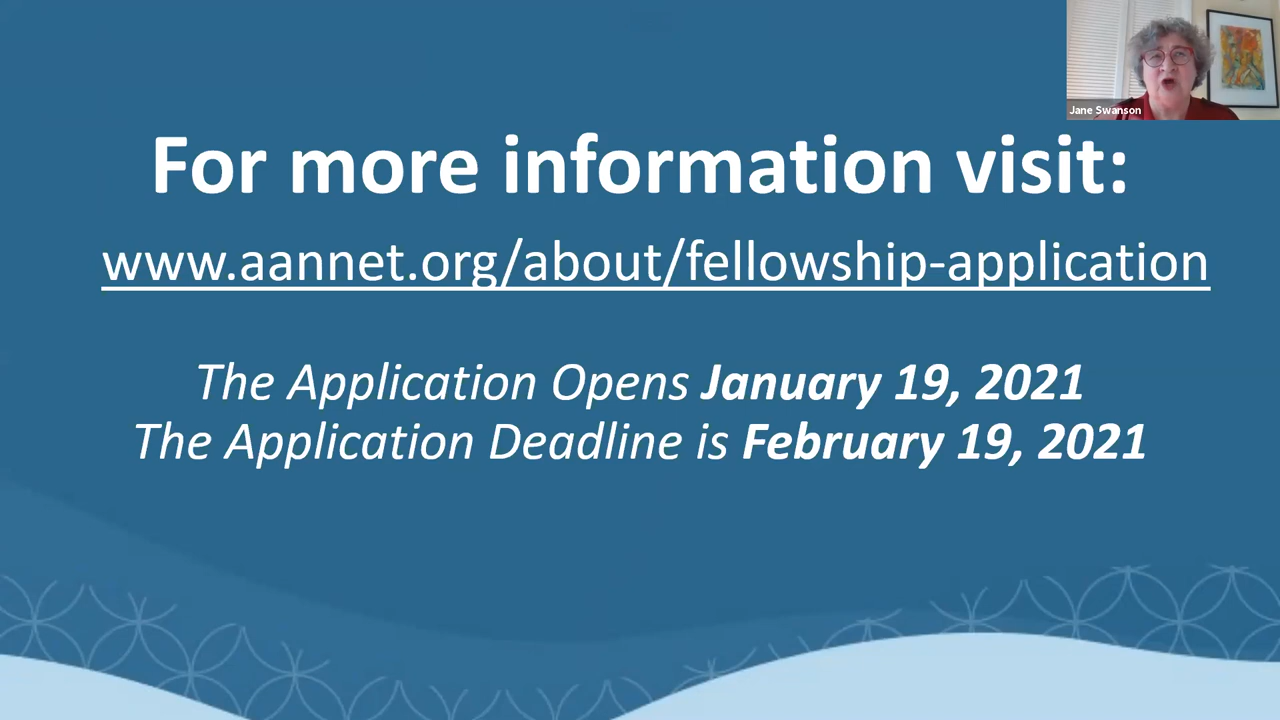 Jane Swanson
For more information visit:
www.aannet.org/about/fellowship-application
The Application Opens January 19, 2021
The Application Deadline is February 19, 2021